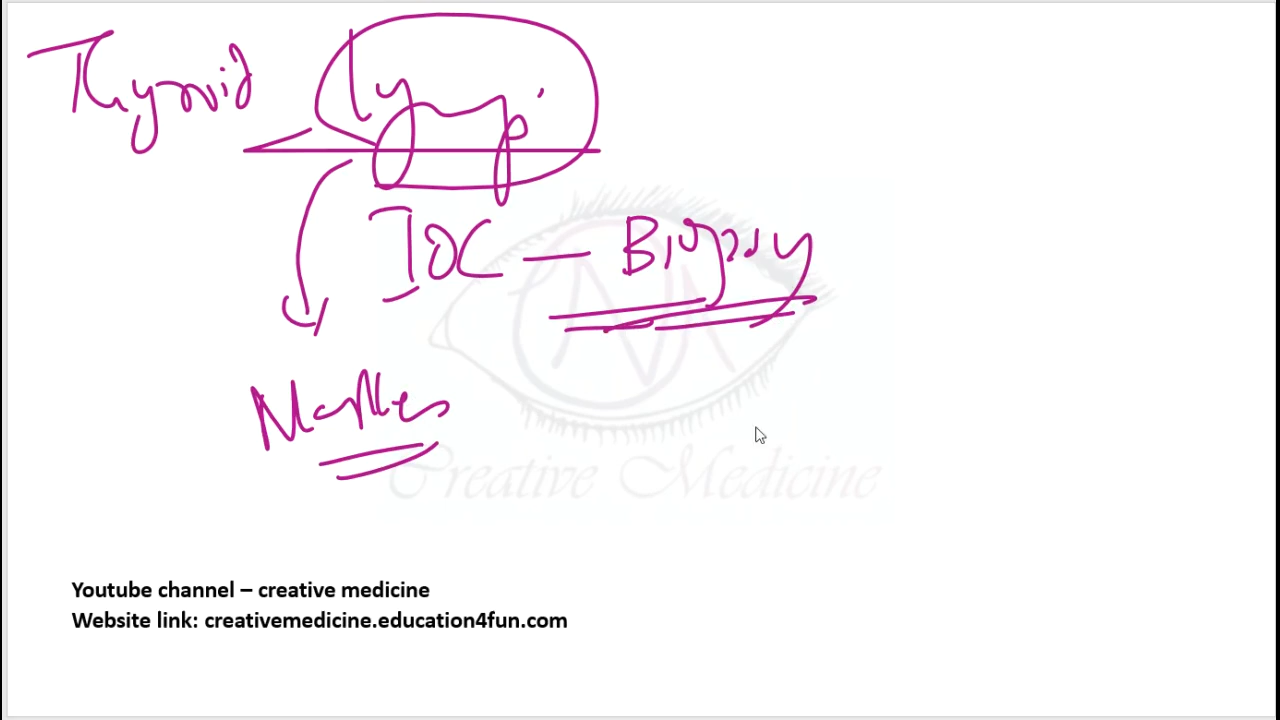 Thyroid lymp.
IOC — Biopsy
Markers
Creative Medicine
Youtube channel – creative medicine
Website link: creativemedicine.education4fun.com